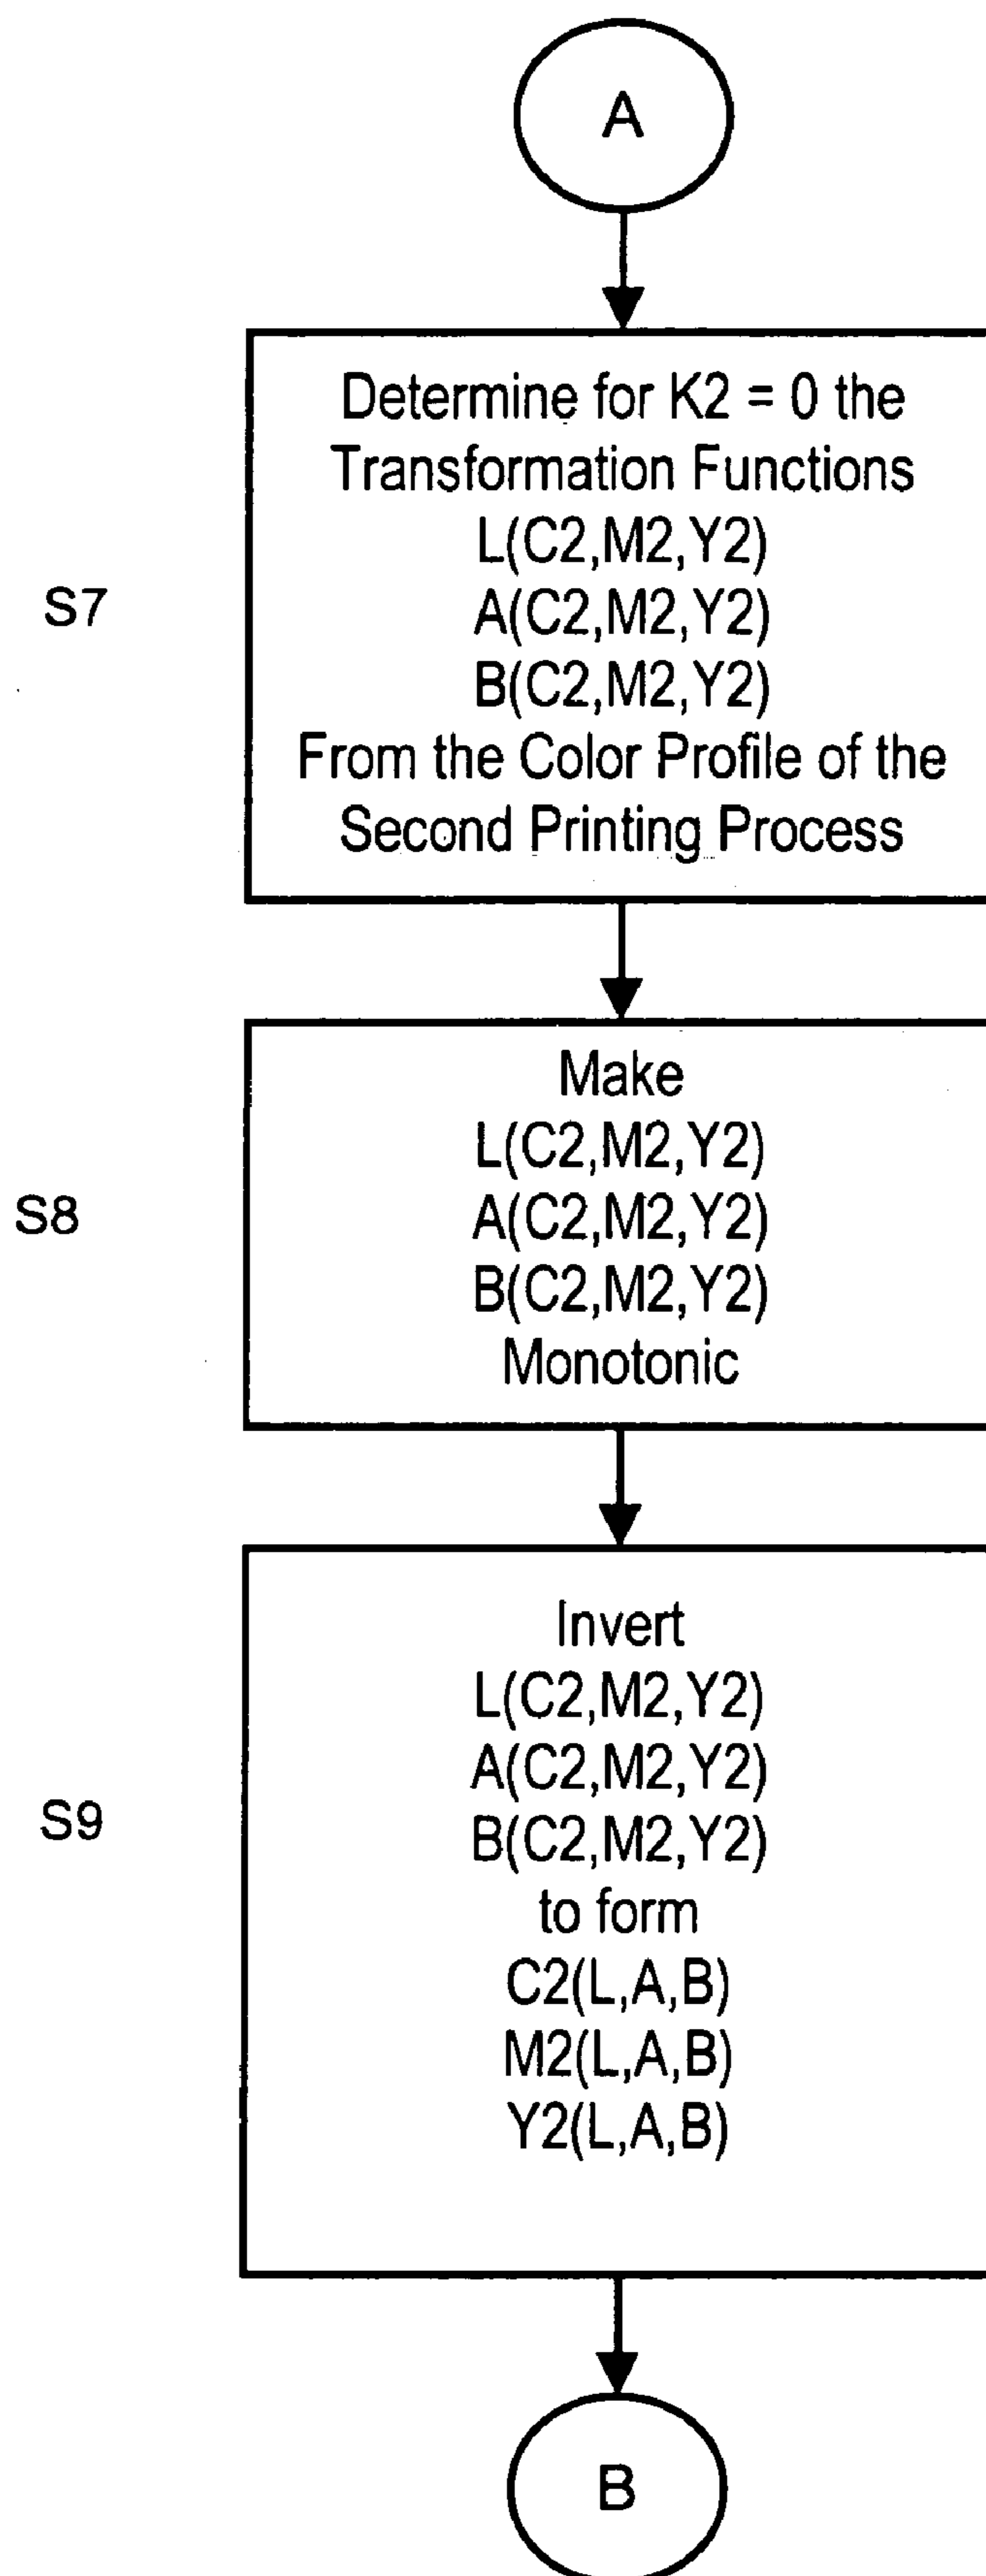 A
Determine for K2 = 0 the
Transformation Functions
L(C2,M2,Y2)
S7
A(C2,M2,Y2)
B(C2,M2,Y2)
From the Color Profile of the
Second Printing Process
Make
L(C2,M2,Y2)
S8
A(C2,M2,Y2)
B(C2,M2,Y2)
Monotonic
Invert
L(C2,M2,Y2)
A(C2,M2,Y2)
S9
B(C2,M2,Y2)
to form
C2(L,A,B)
M2(L,A,B)
Y2(L,A,B)
B